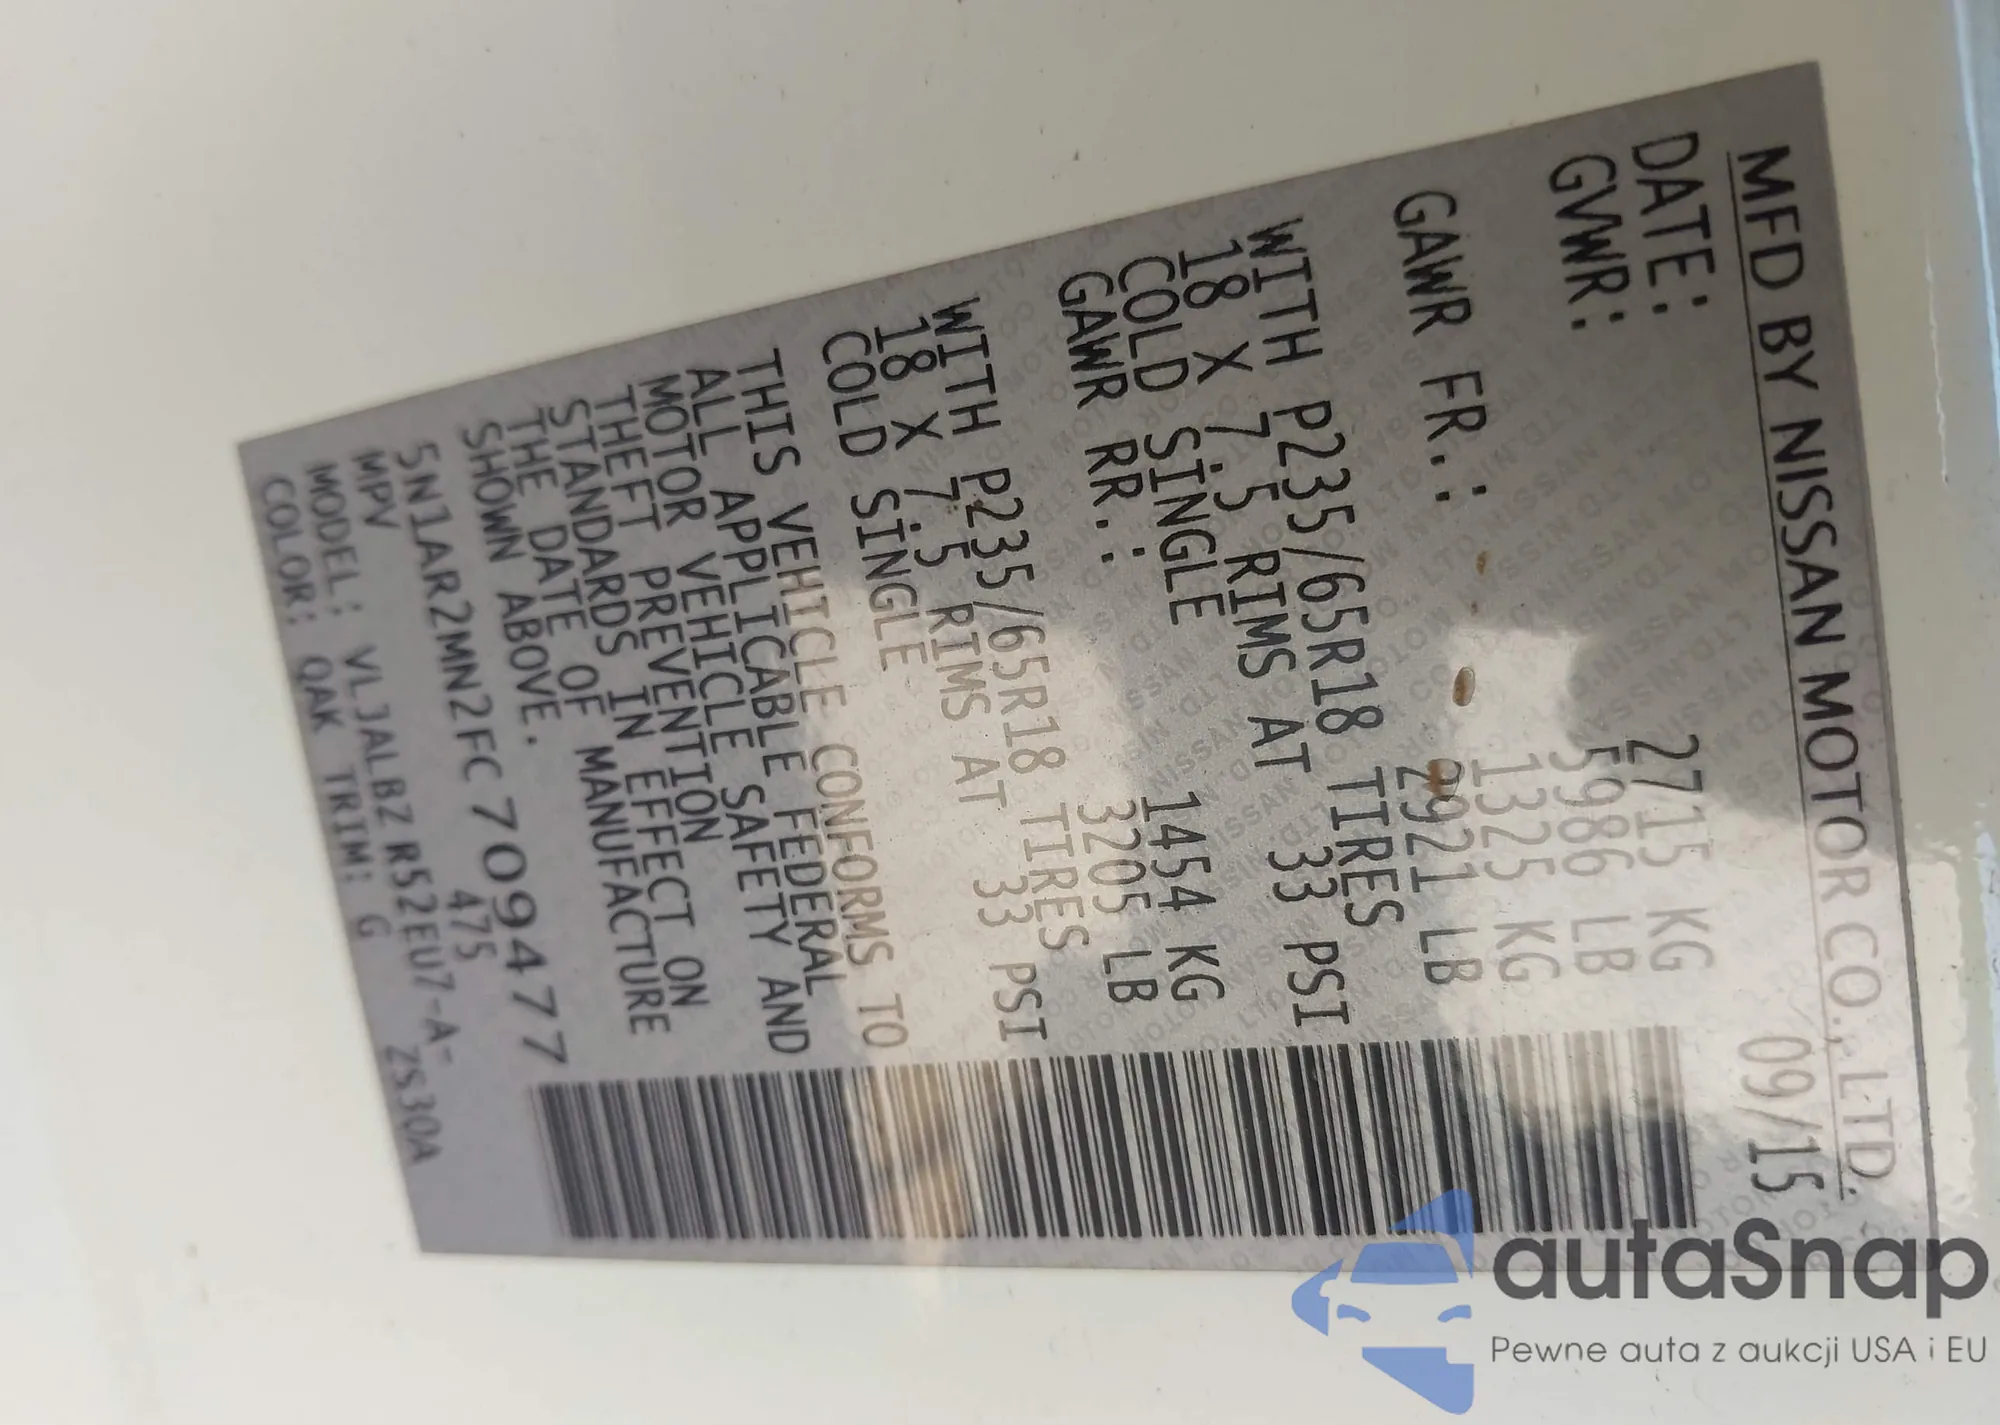 MFD BY NISSAN MOTOR CO., LTD.
DATE: 09/15
GVWR: 2715 KG
5986 LB
GAWR FR.: 1325 KG
2921 LB
WITH P235/65R18 TIRES
18 X 7.5 RIMS AT 33 PSI
COLD SINGLE
GAWR RR.: 1454 KG
3205 LB
WITH P235/65R18 TIRES
18 X 7.5 RIMS AT 33 PSI
COLD SINGLE
THIS VEHICLE CONFORMS TO
ALL APPLICABLE FEDERAL
MOTOR VEHICLE SAFETY AND
THEFT PREVENTION
STANDARDS IN EFFECT ON
THE DATE OF MANUFACTURE
SHOWN ABOVE.
5N1AR2MN2FC709477
MPV 475
MODEL: VLJALBZ R52EU7-A-
COLOR: QAK TRIM: G 2S30A
autaSnap
Pewne auta z aukcji USA i EU